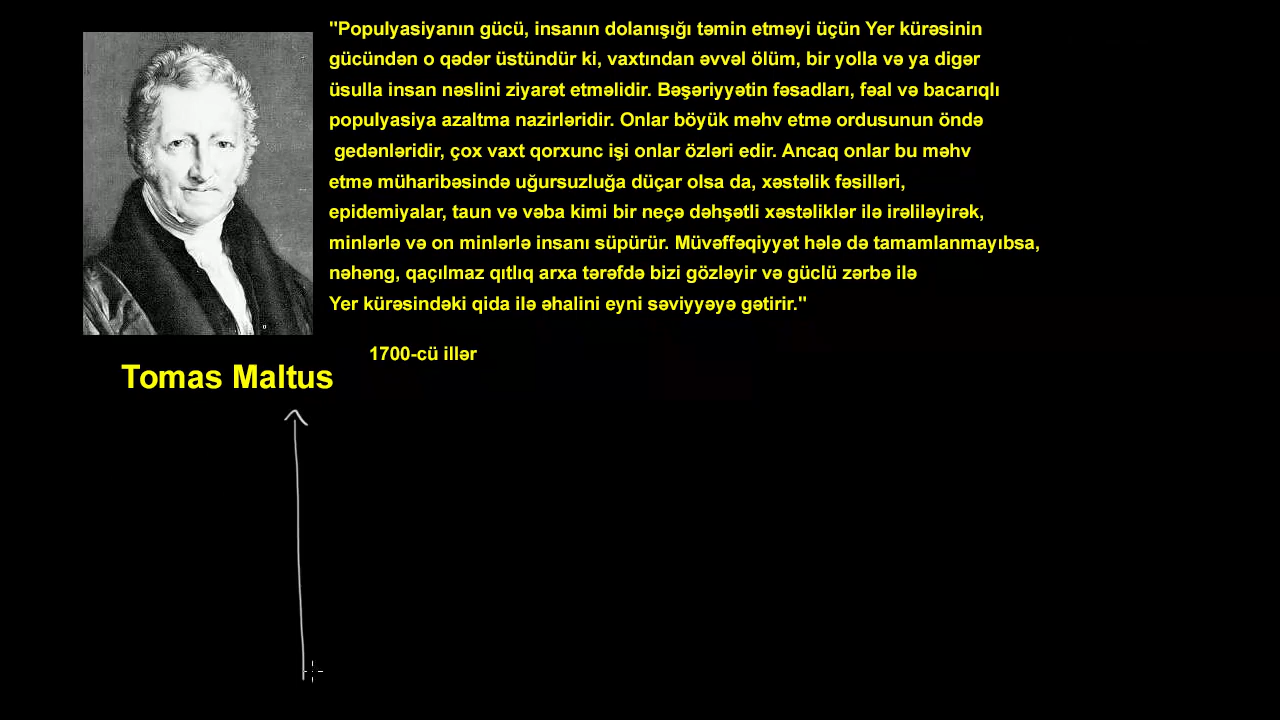 "Populyasiyanın gücü, insanın dolanışığı təmin etməyi üçün Yer kürəsinin
gücündən o qədər üstündür ki, vaxtından əvvəl ölüm, bir yolla və ya digər
üsulla insan nəslini ziyarət etməlidir. Bəşəriyyətin fəsadları, fəal və bacarıqlı
populyasiya azaltma nazirləridir. Onlar böyük məhv etmə ordusunun öndə
gedənləridir, çox vaxt qorxunc işi onlar özləri edir. Ancaq onlar bu məhv
etmə müharibəsində uğursuzluğa düçar olsa da, xəstəlik fəsilləri,
epidemiyalar, taun və vəba kimi bir neçə dəhşətli xəstəliklər ilə irəliləyirək,
minlərlə və on minlərlə insanı süpürür. Müvəffəqiyyət hələ də tamamlanmayıbsa,
nəhəng, qaçılmaz qıtlıq arxa tərəfdə bizi gözləyir və güclü zərbə ilə
Yer kürəsindəki qida ilə əhalini eyni səviyyəyə gətirir."
1700-cü illər
Tomas Maltus